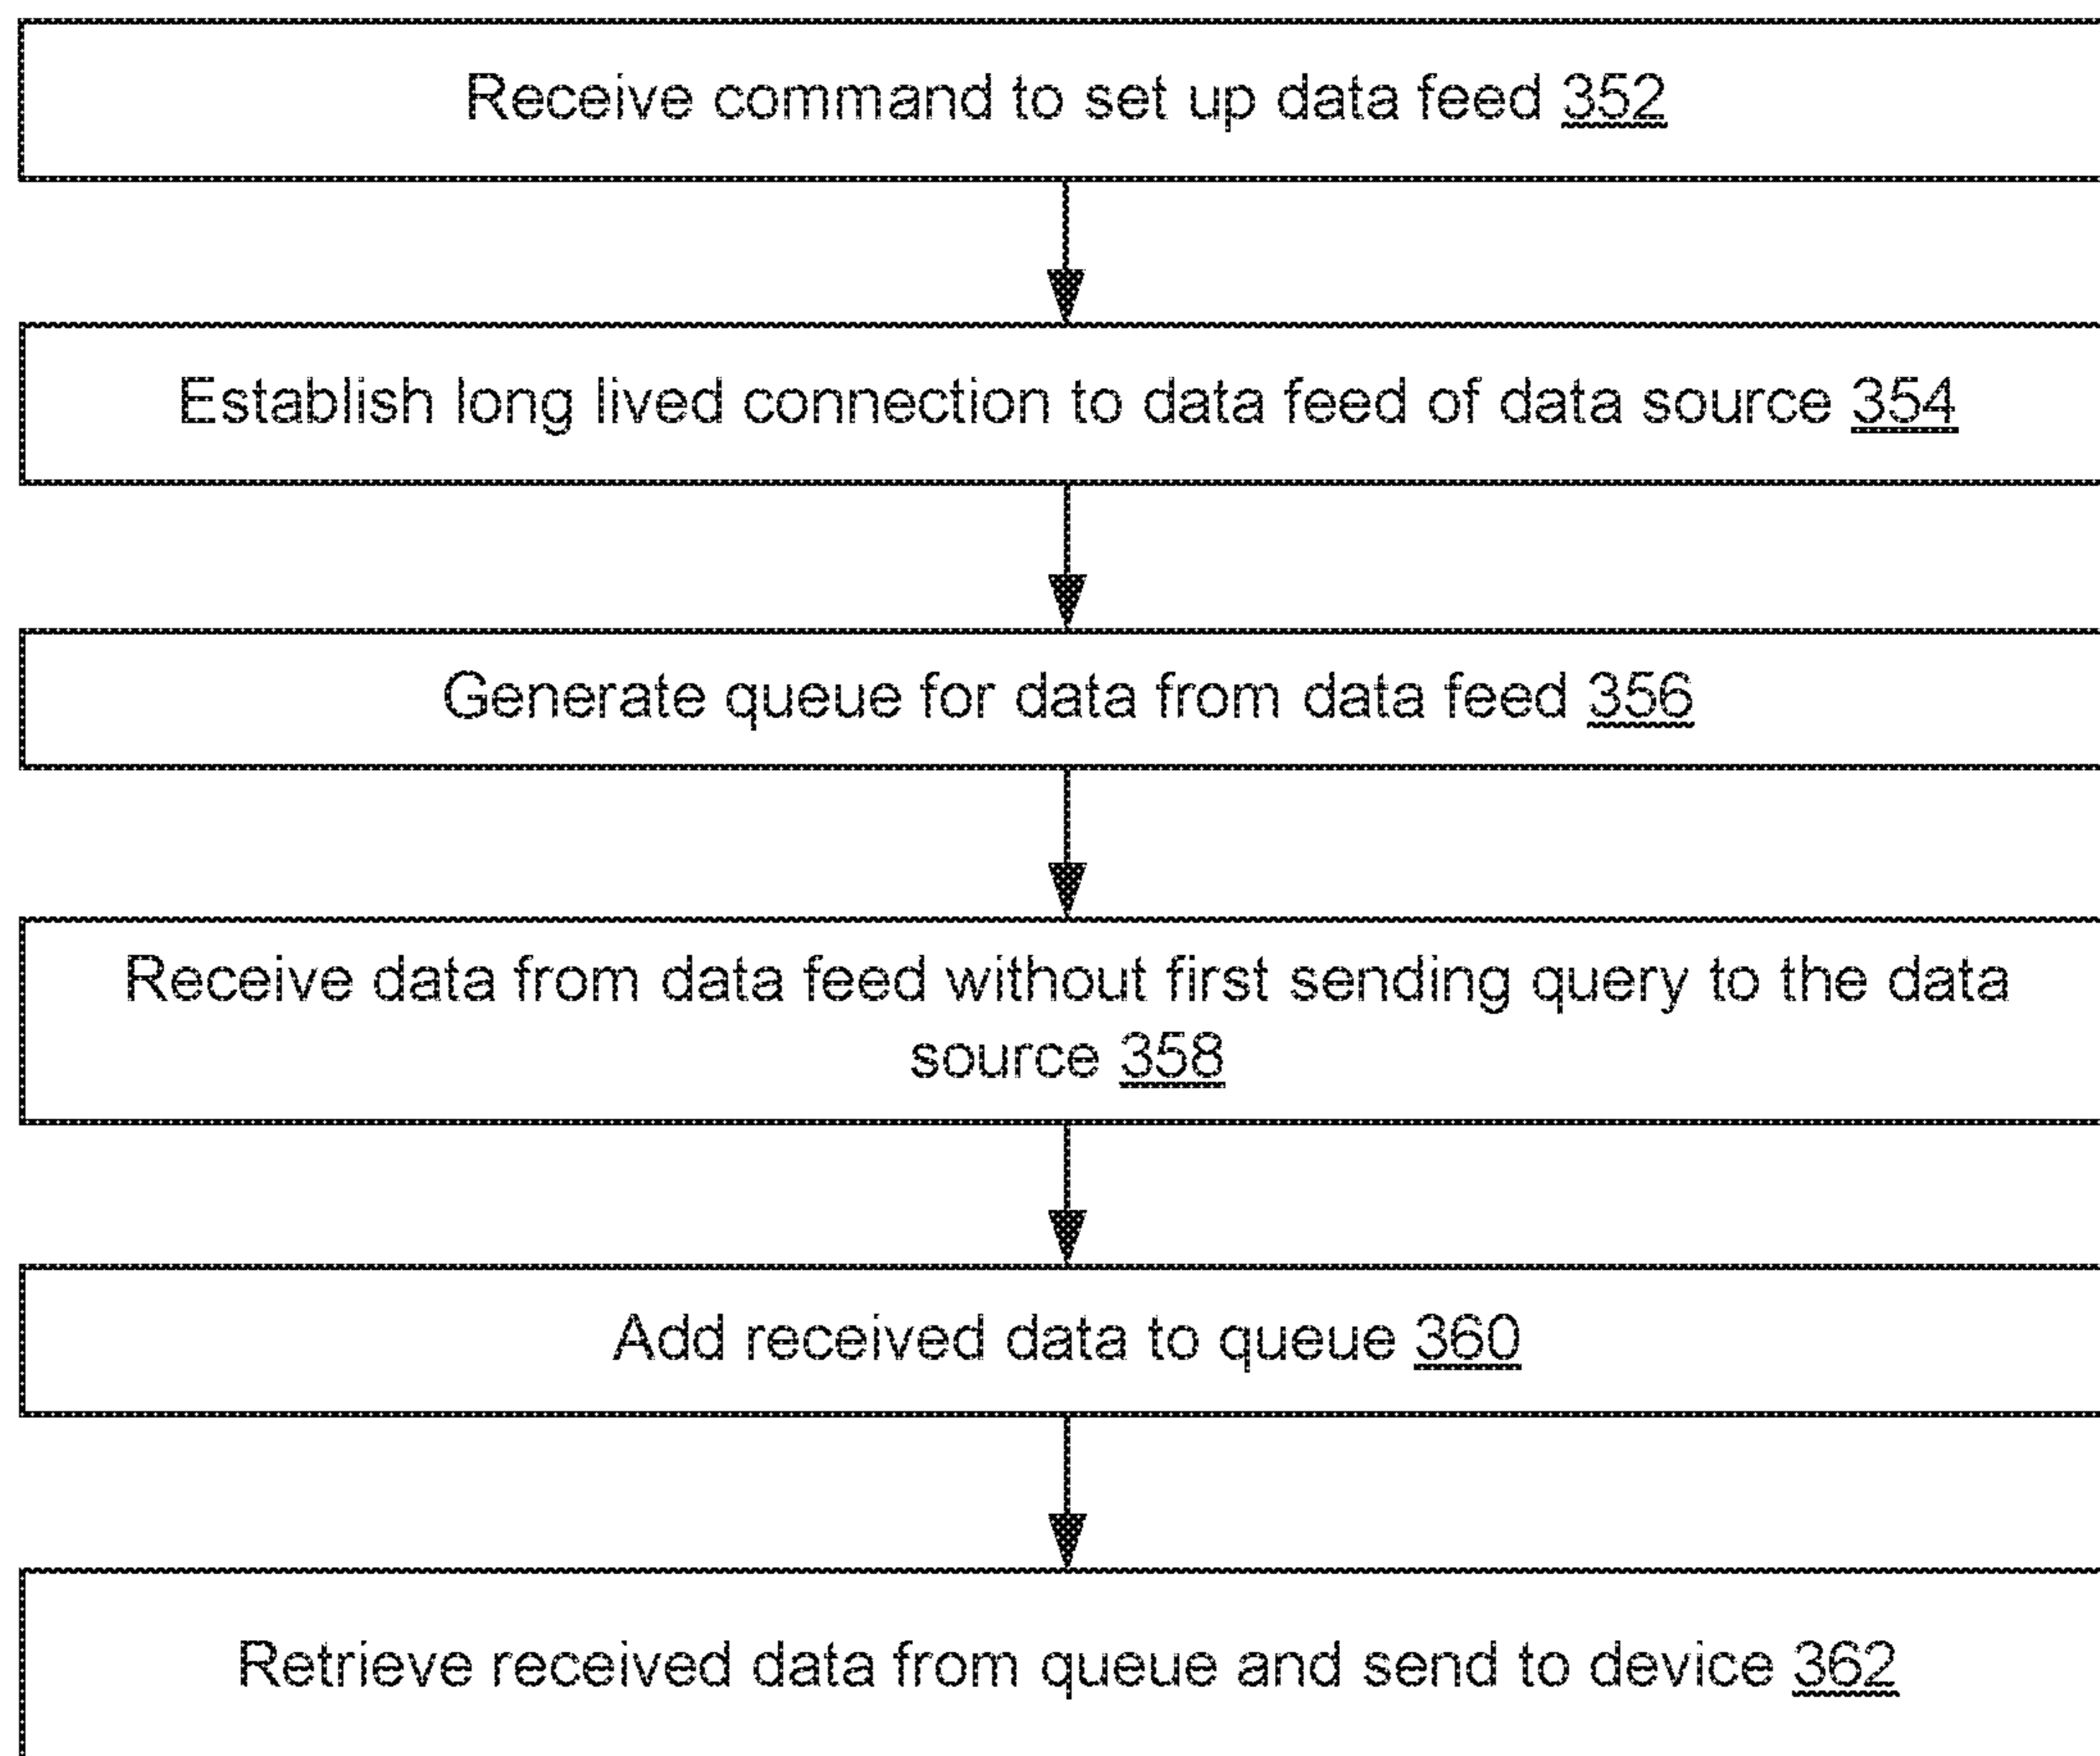 Receive command to set up data feed 352
Establish long lived connection to data feed of data source 354
Generate queue for data from data feed 356
Receive data from data feed without first sending query to the data
source 358
Add received data to queue 360
Retrieve received data from queue and send to device 362